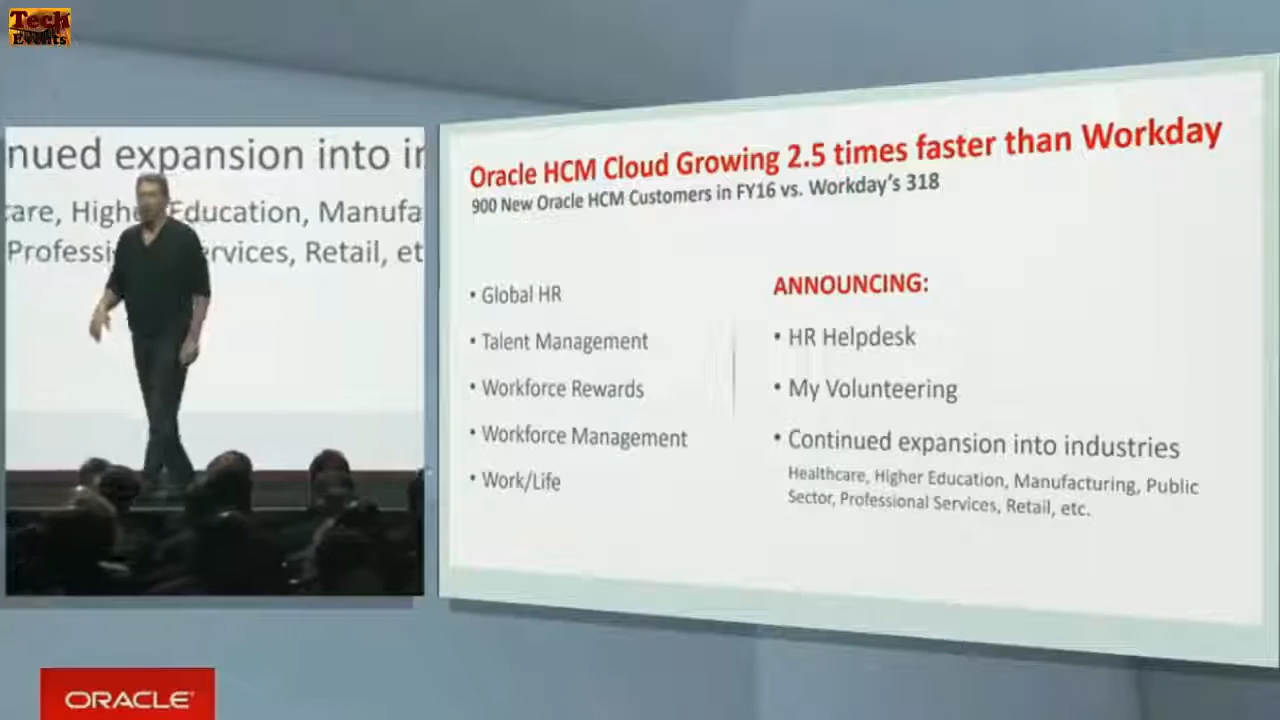 Tech
Events
nued expansion into in
care, Higher Education, Manufa
Professi
ervices, Retail, et
Oracle HCM Cloud Growing 2.5 times faster than Workday
900 New Oracle HCM Customers in FY16 vs. Workday's 318
• Global HR
• Talent Management
• Workforce Rewards
• Workforce Management
• Work/Life
ANNOUNCING:
• HR Helpdesk
• My Volunteering
• Continued expansion into industries
Healthcare, Higher Education, Manufacturing, Public
Sector, Professional Services, Retail, etc.
ORACLE